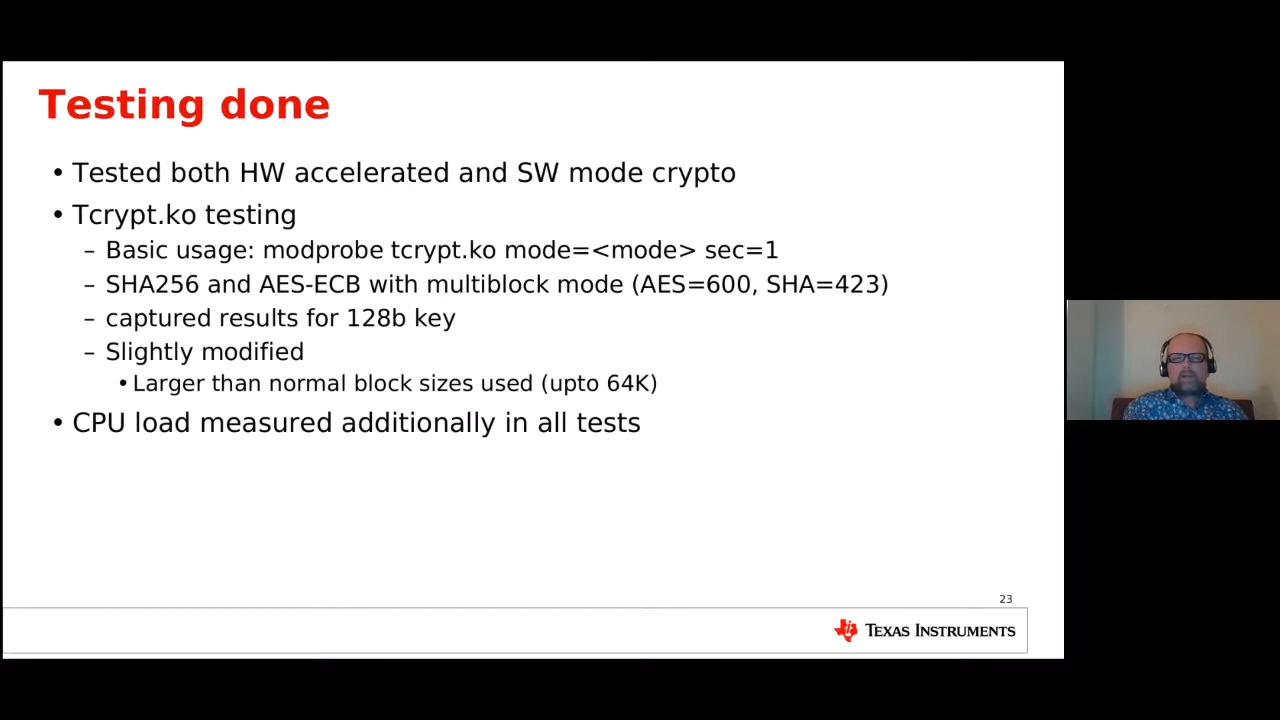 Testing done
• Tested both HW accelerated and SW mode crypto
• Tcrypt.ko testing
– Basic usage: modprobe tcrypt.ko mode=<mode> sec=1
– SHA256 and AES-ECB with multiblock mode (AES=600, SHA=423)
– captured results for 128b key
– Slightly modified
• Larger than normal block sizes used (upto 64K)
• CPU load measured additionally in all tests
23
TEXAS INSTRUMENTS